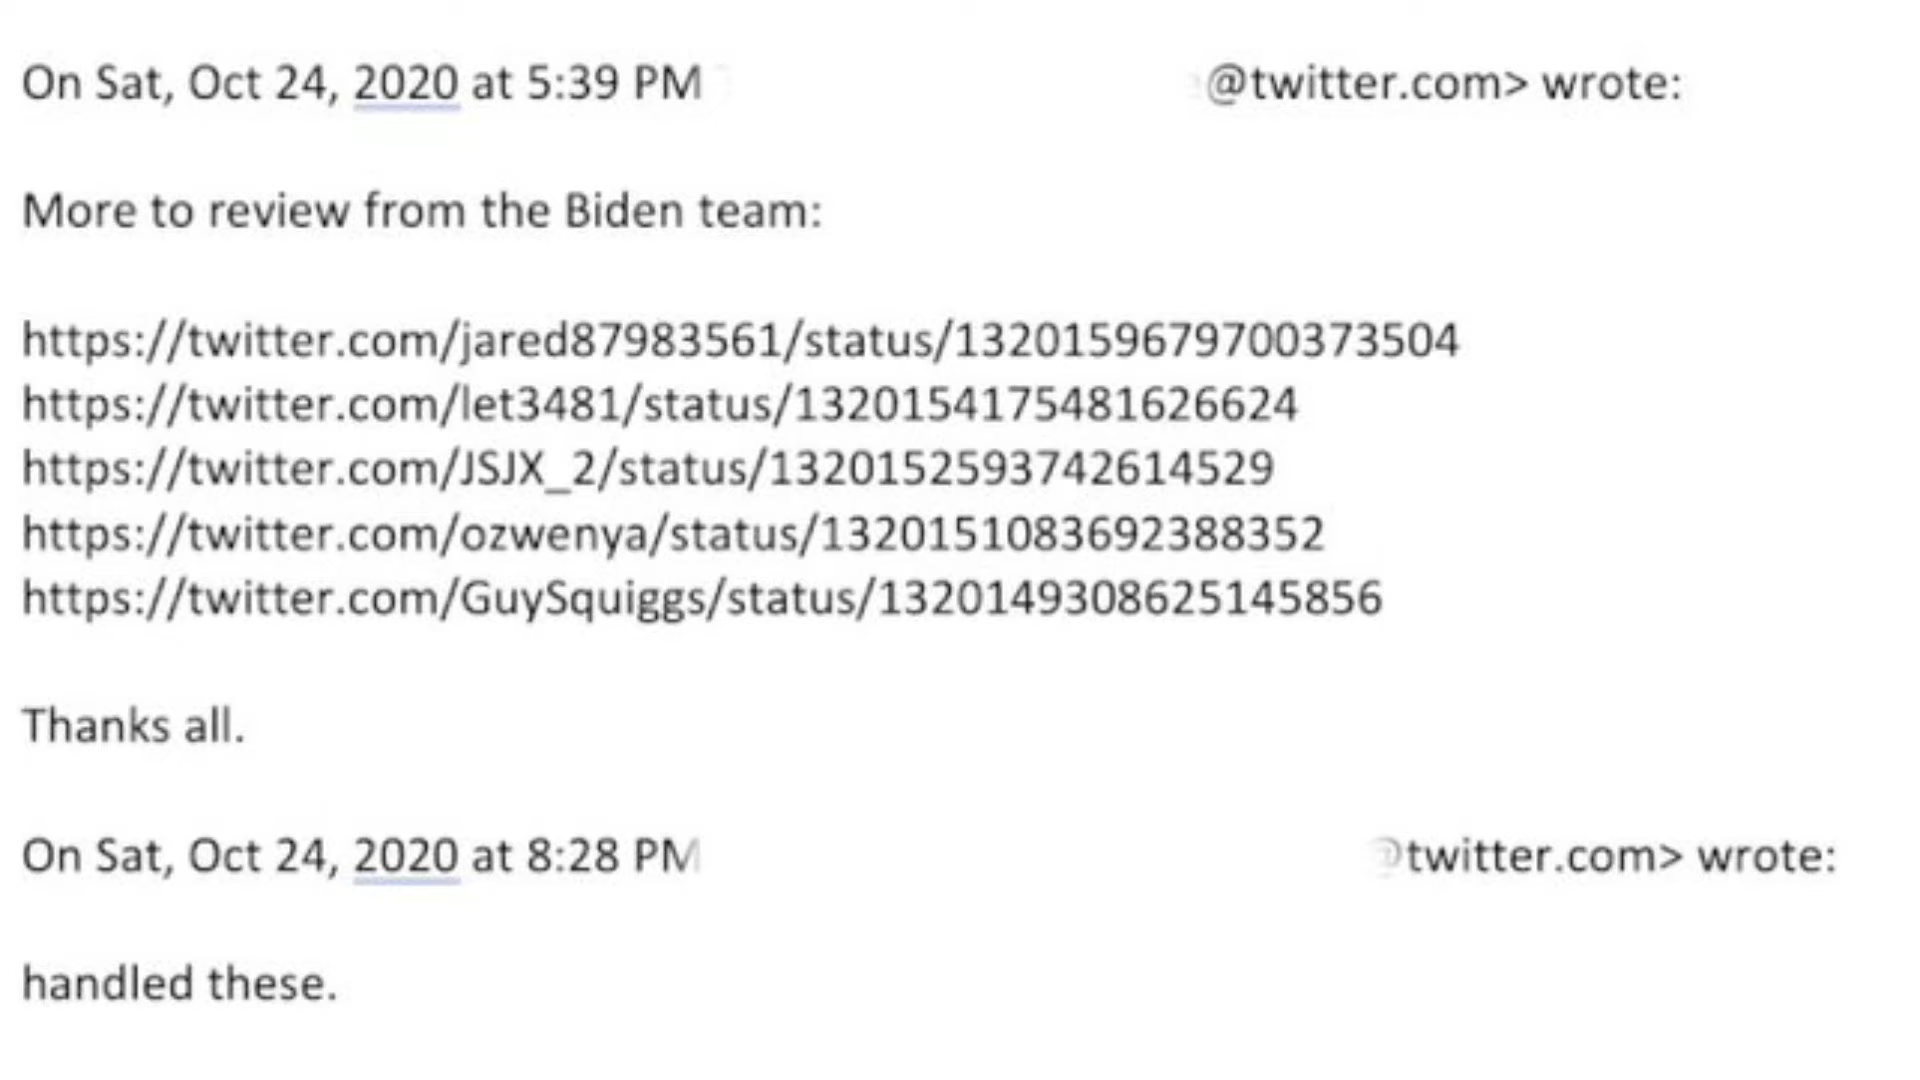 On Sat, Oct 24, 2020 at 5:39 PM @twitter.com> wrote:
More to review from the Biden team:
https://twitter.com/jared87983561/status/1320159679700373504
https://twitter.com/let3481/status/1320154175481626624
https://twitter.com/JSJX_2/status/1320152593742614529
https://twitter.com/ozwenya/status/1320151083692388352
https://twitter.com/GuySquiggs/status/1320149308625145856
Thanks all.
On Sat, Oct 24, 2020 at 8:28 PM @twitter.com> wrote:
handled these.